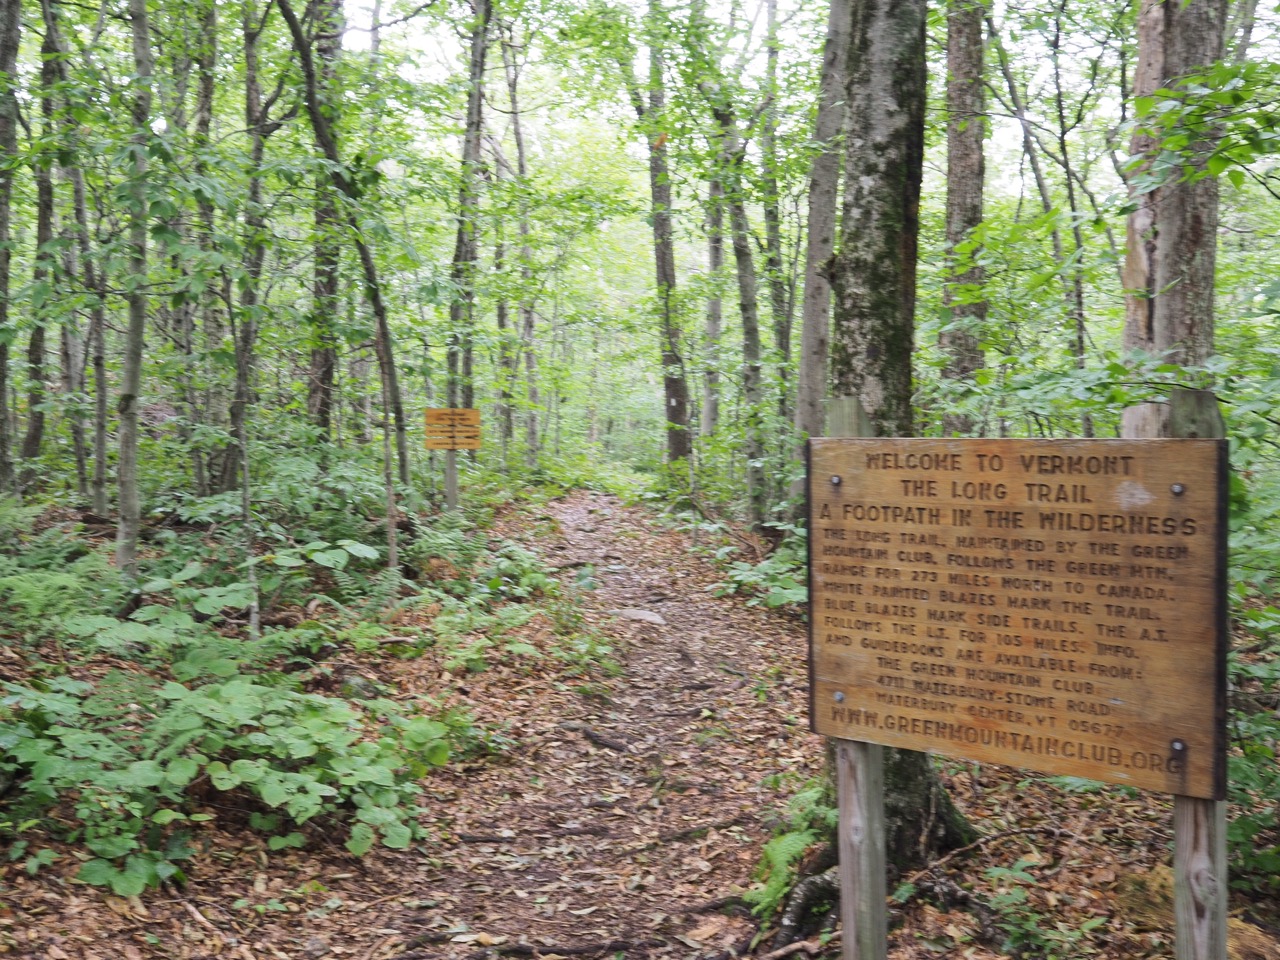 WELCOME TO VERMONT
THE LONG TRAIL
A FOOTPATH IN THE WILDERNESS
THE LONG TRAIL, MAINTAINED BY THE GREEN
MOUNTAIN CLUB, FOLLOWS THE GREEN MTN.
RANGE FOR 273 MILES NORTH TO CANADA.
WHITE PAINTED BLAZES MARK THE TRAIL.
BLUE BLAZES MARK SIDE TRAILS. THE A.T.
FOLLOWS THE L.T. FOR 105 MILES. INFO.
AND GUIDEBOOKS ARE AVAILABLE FROM:
THE GREEN MOUNTAIN CLUB
4711 WATERBURY-STOWE ROAD
WATERBURY CENTER, VT 05677
WWW.GREENMOUNTAINCLUB.ORG